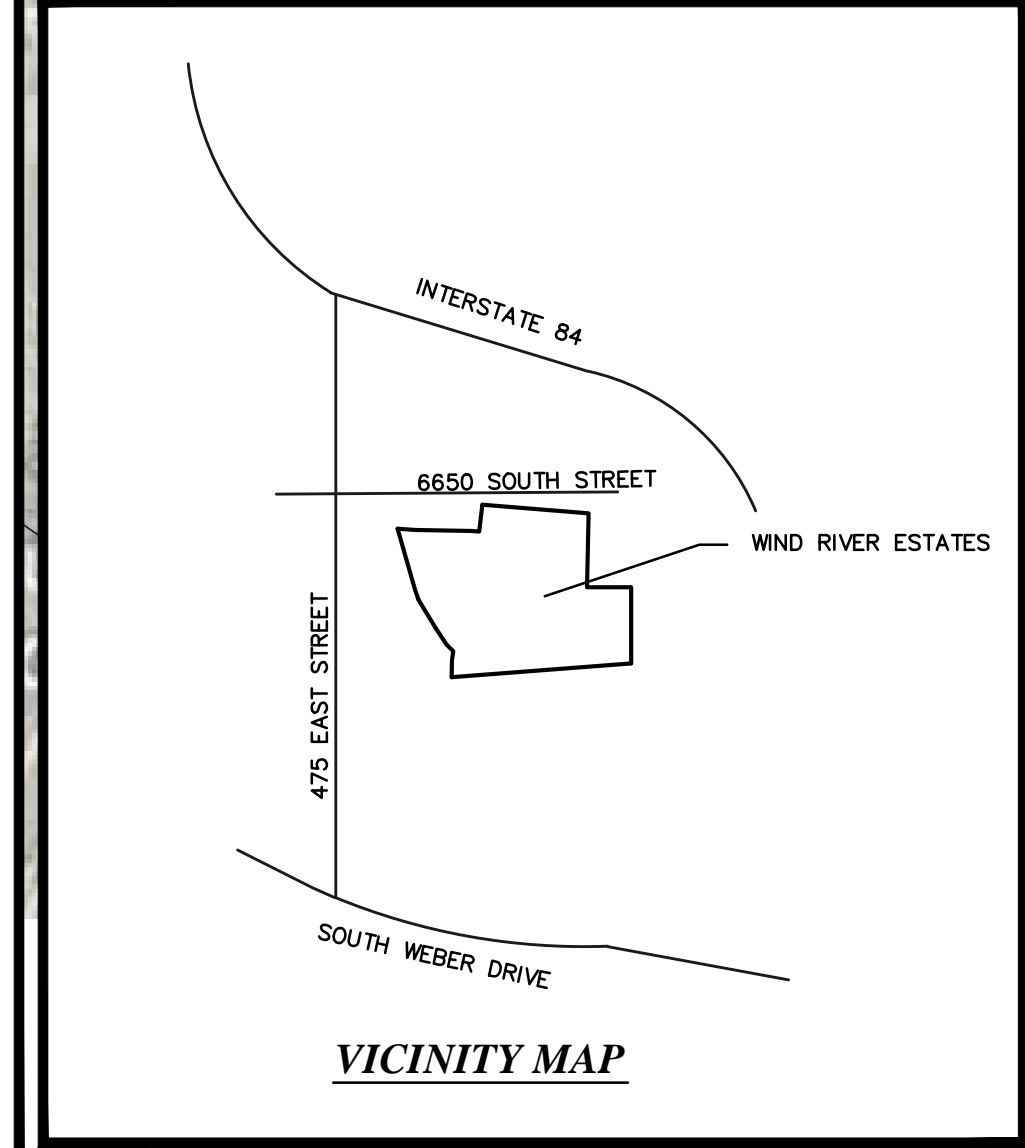 INTERSTATE 84
6650 SOUTH STREET
WIND RIVER ESTATES
475 EAST STREET
SOUTH WEBER DRIVE
VICINITY MAP